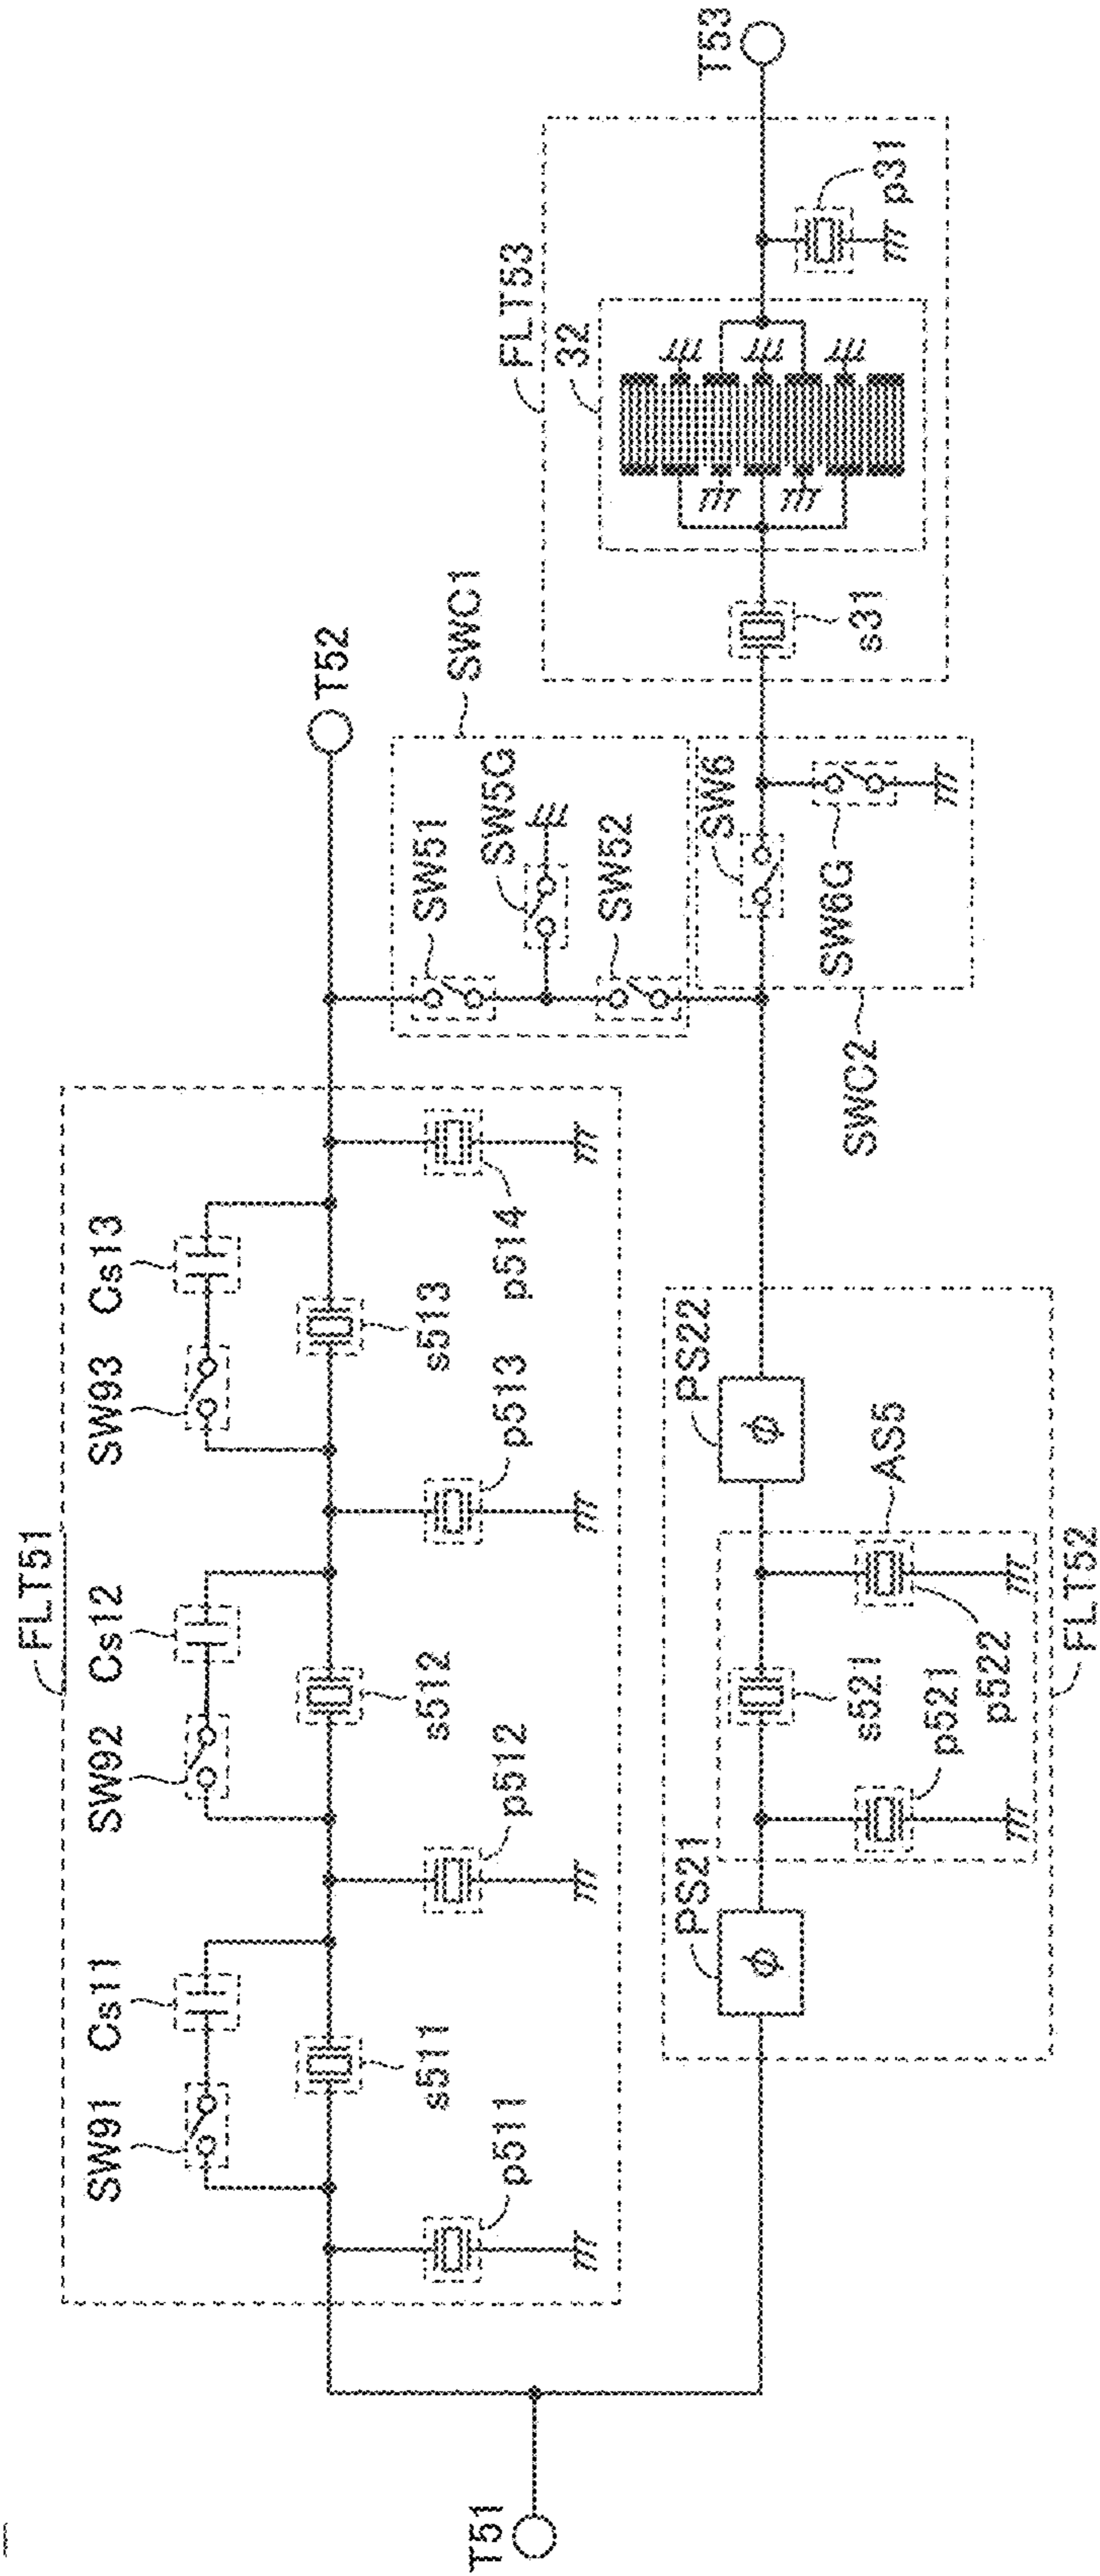 FLT51
SW91
Cs11
SW92
Cs12
SW93
Cs13
s511
s512
s513
p511
p512
p513
p514
T52
T51
SWC1
SW51
SW5G
SW52
FLT53
32
T53
PS21
PS22
AS5
s521
p521
p522
FLT52
SW6
SW6G
SWC2
s31
p31
ϕ
ϕ